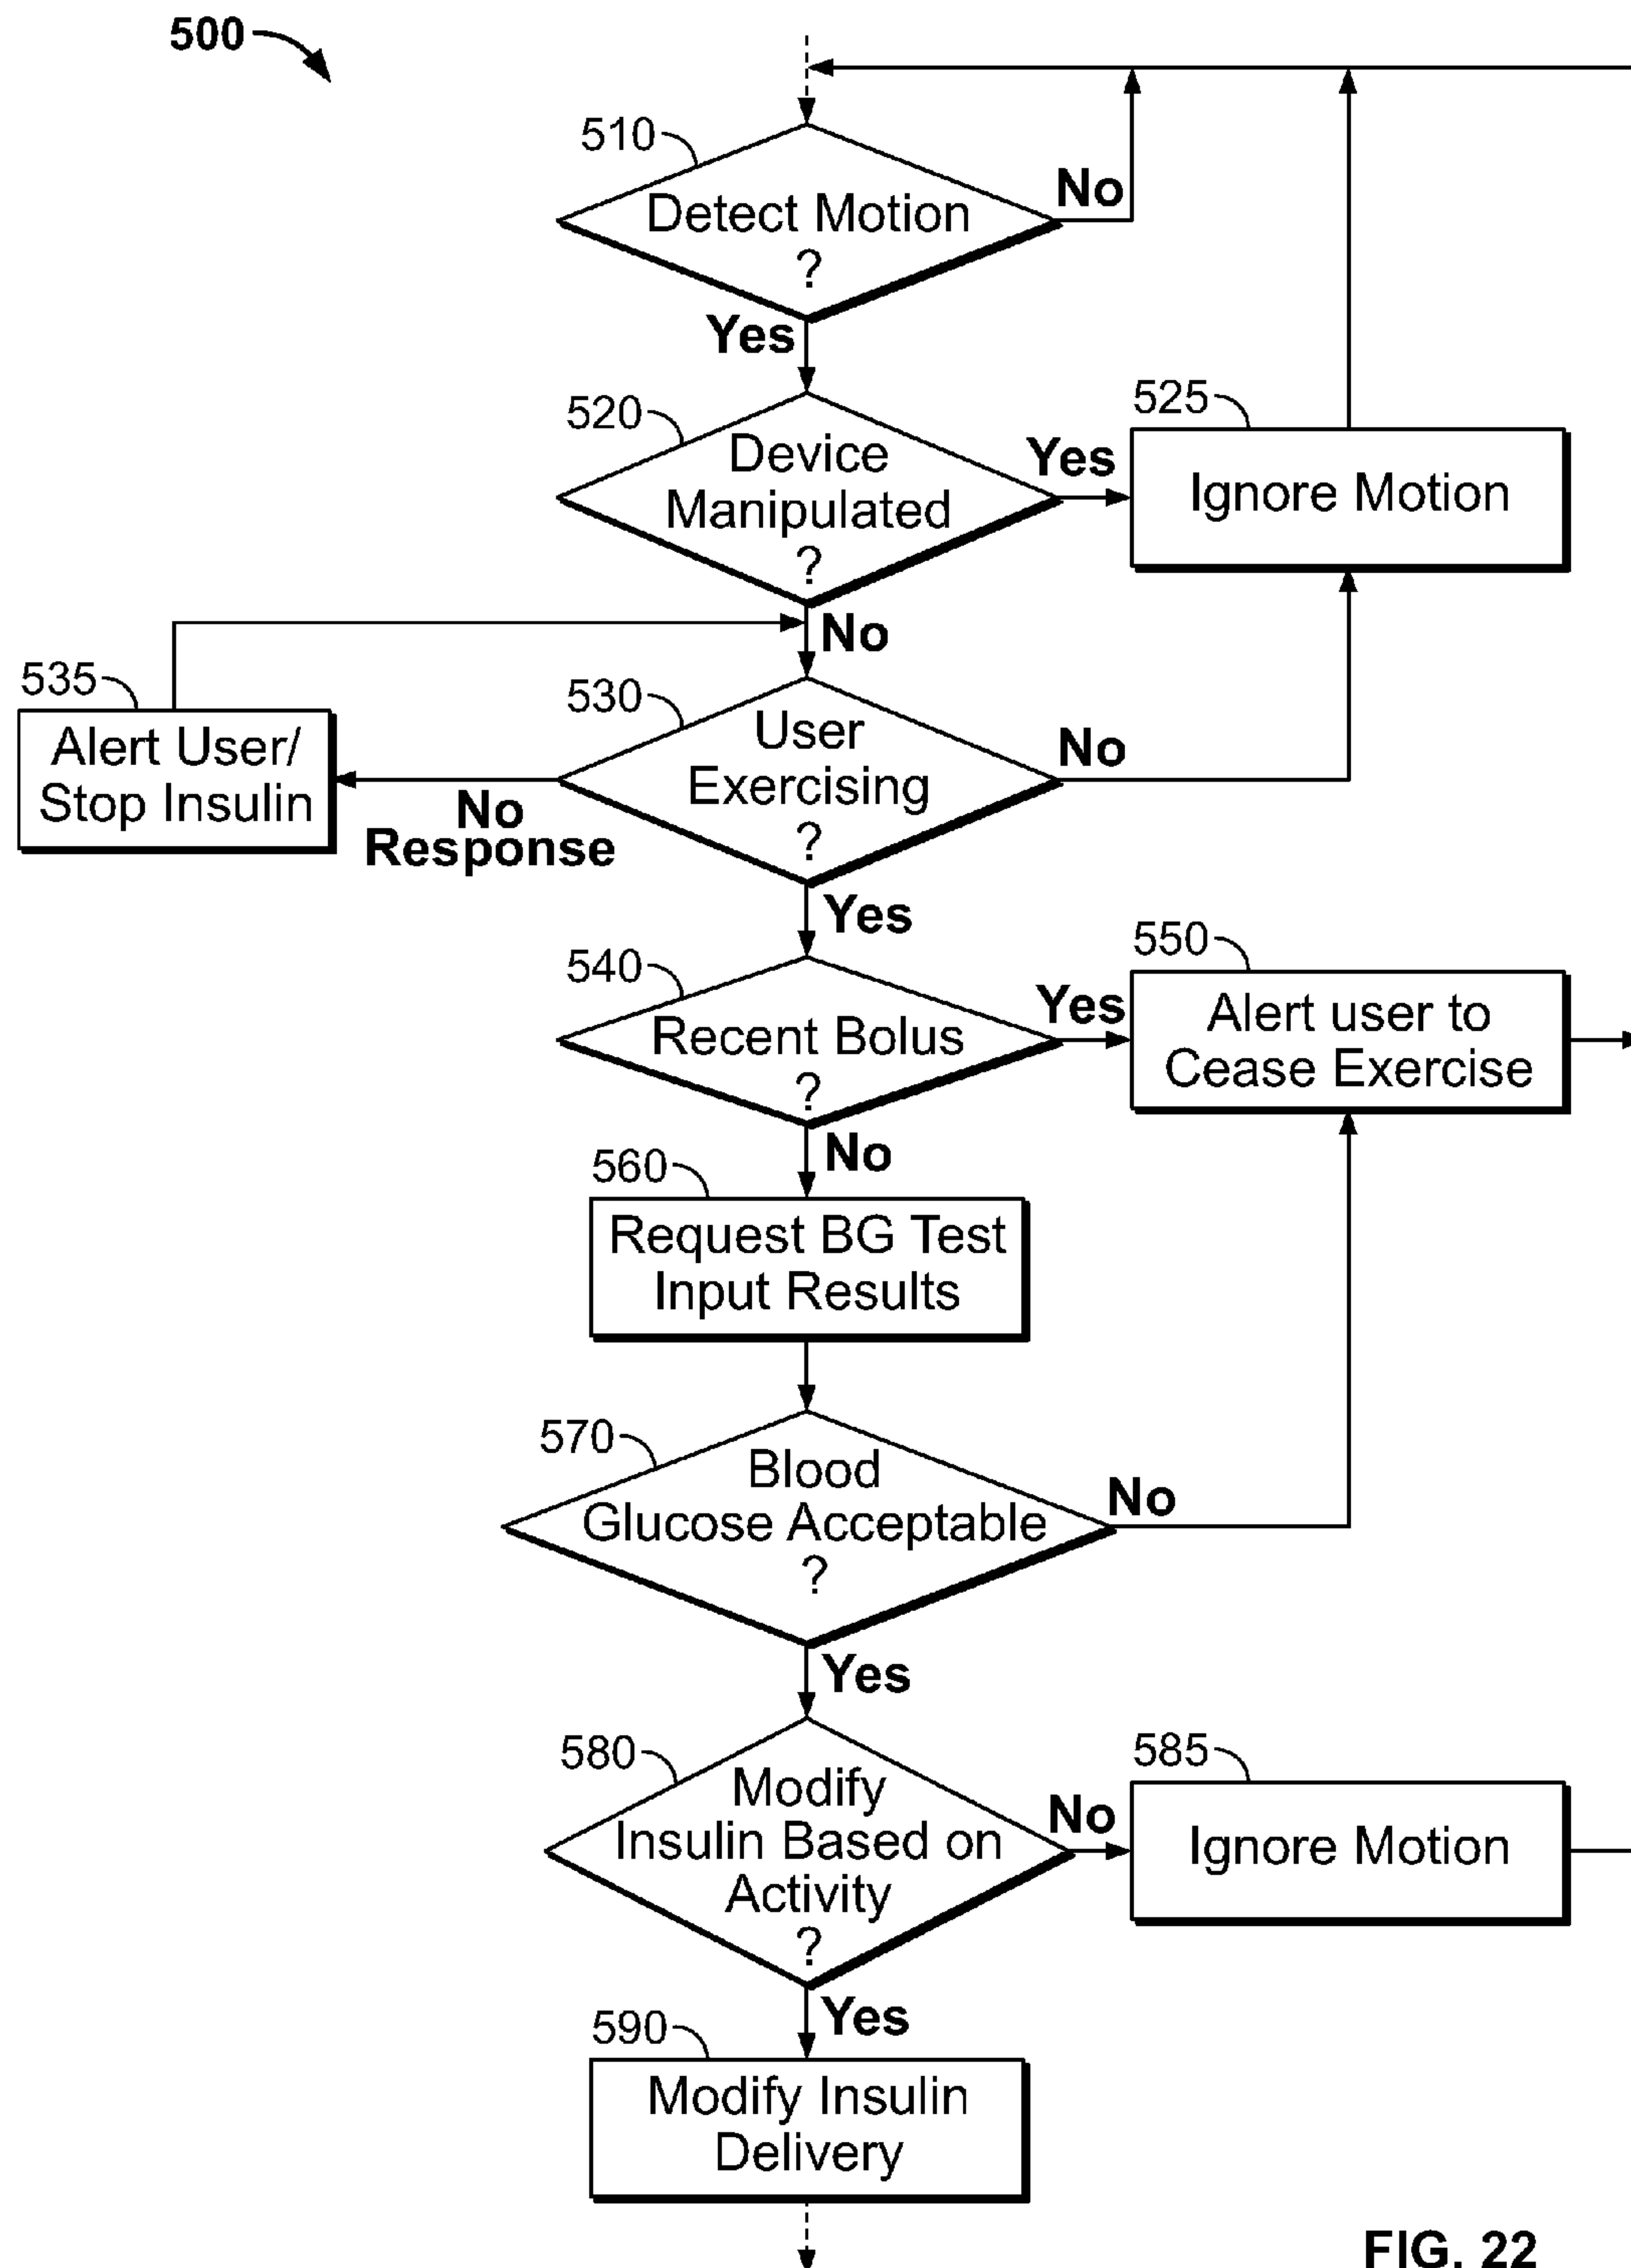 500
510
Detect Motion
?
No
Yes
520
Device
Manipulated
?
Yes
525
Ignore Motion
No
535
Alert User/
Stop Insulin
No
Response
530
User
Exercising
?
No
Yes
540
Recent Bolus
?
Yes
550
Alert user to
Cease Exercise
No
560
Request BG Test
Input Results
570
Blood
Glucose Acceptable
?
No
Yes
580
Modify
Insulin Based on
Activity
?
No
585
Ignore Motion
Yes
590
Modify Insulin
Delivery
FIG. 22